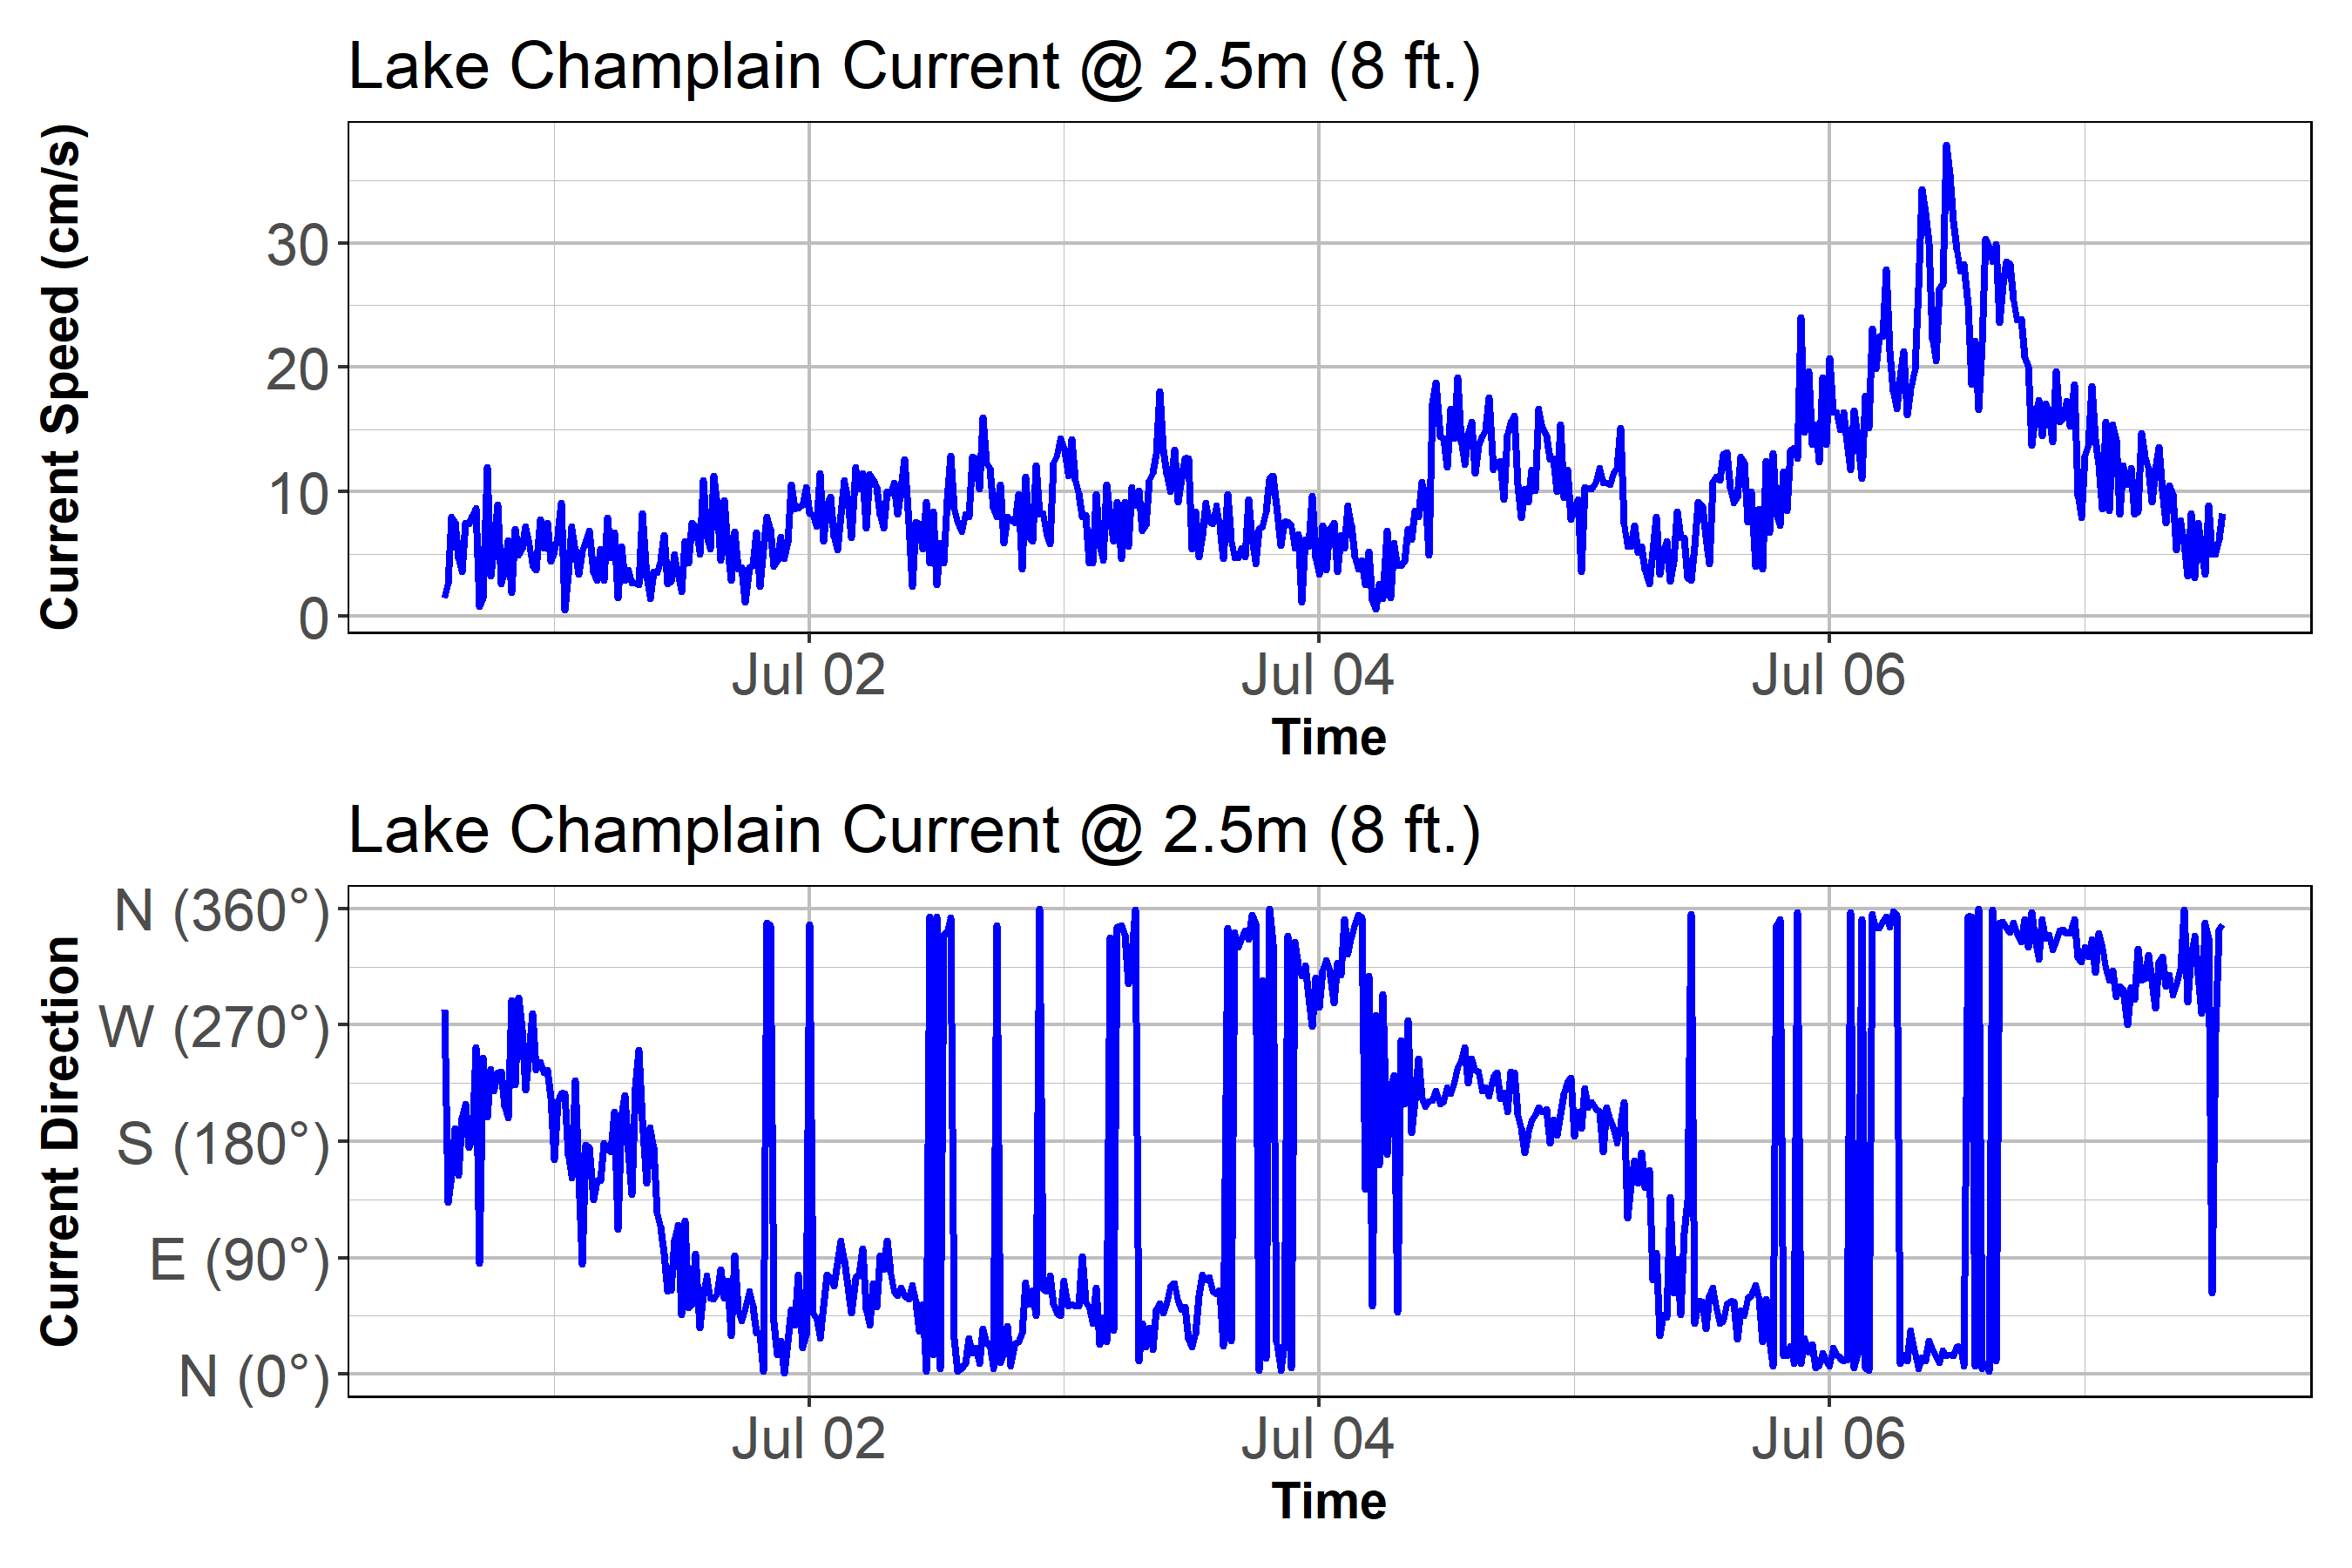 Lake Champlain Current @ 2.5m (8 ft.)
Current Speed (cm/s)
30
20
10
0
Jul 02 Jul 04 Jul 06
Time
Lake Champlain Current @ 2.5m (8 ft.)
Current Direction
N (360°)
W (270°)
S (180°)
E (90°)
N (0°)
Jul 02 Jul 04 Jul 06
Time